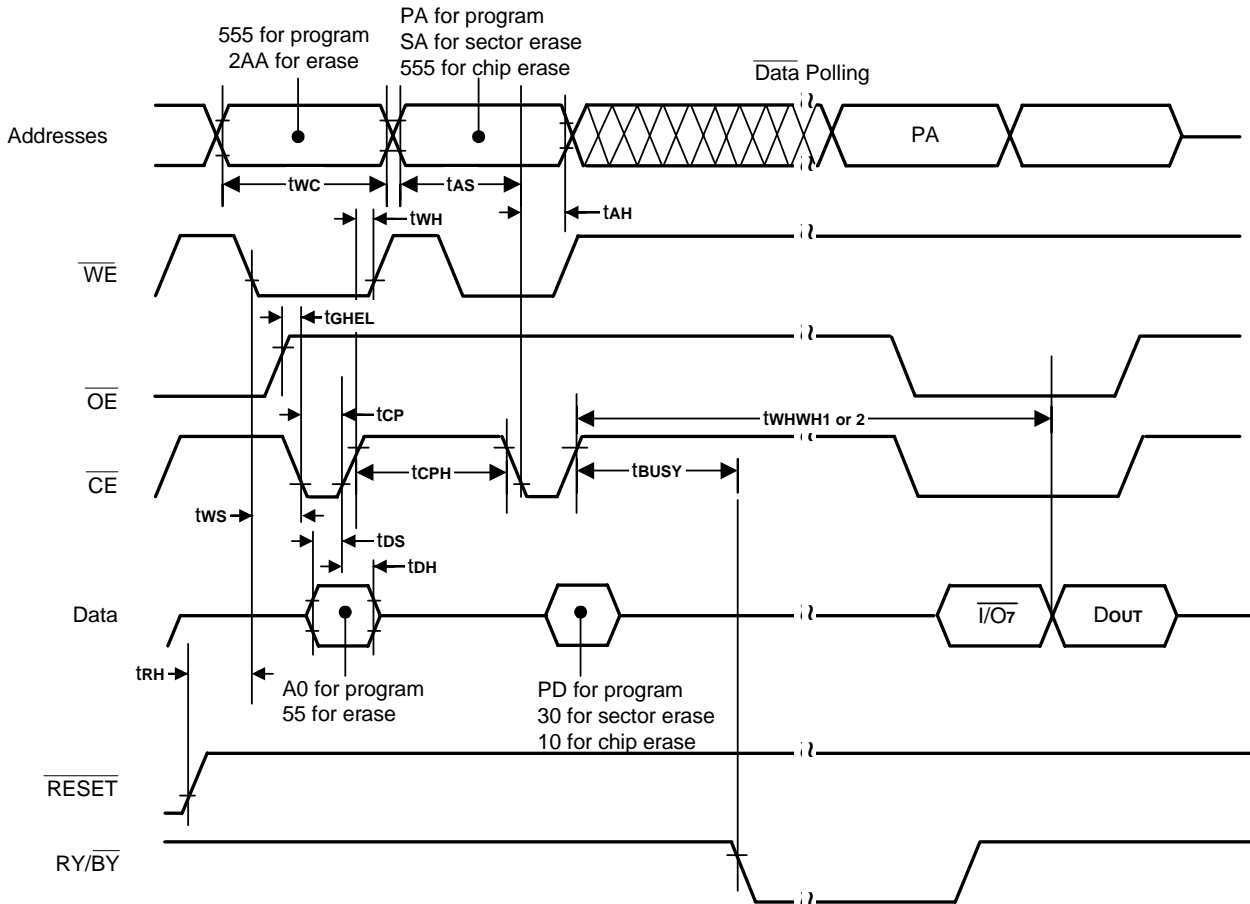 555 for program
2AA for erase
PA for program
SA for sector erase
555 for chip erase
Data Polling
Addresses
PA
tWC
tAS
tWH
tAH
WE
tGHEL
OE
tCP
tWHWH1 or 2
CE
tCPH
tBUSY
tWS
tDS
tDH
Data
I/O7
DOUT
tRH
A0 for program
55 for erase
PD for program
30 for sector erase
10 for chip erase
RESET
RY/BY